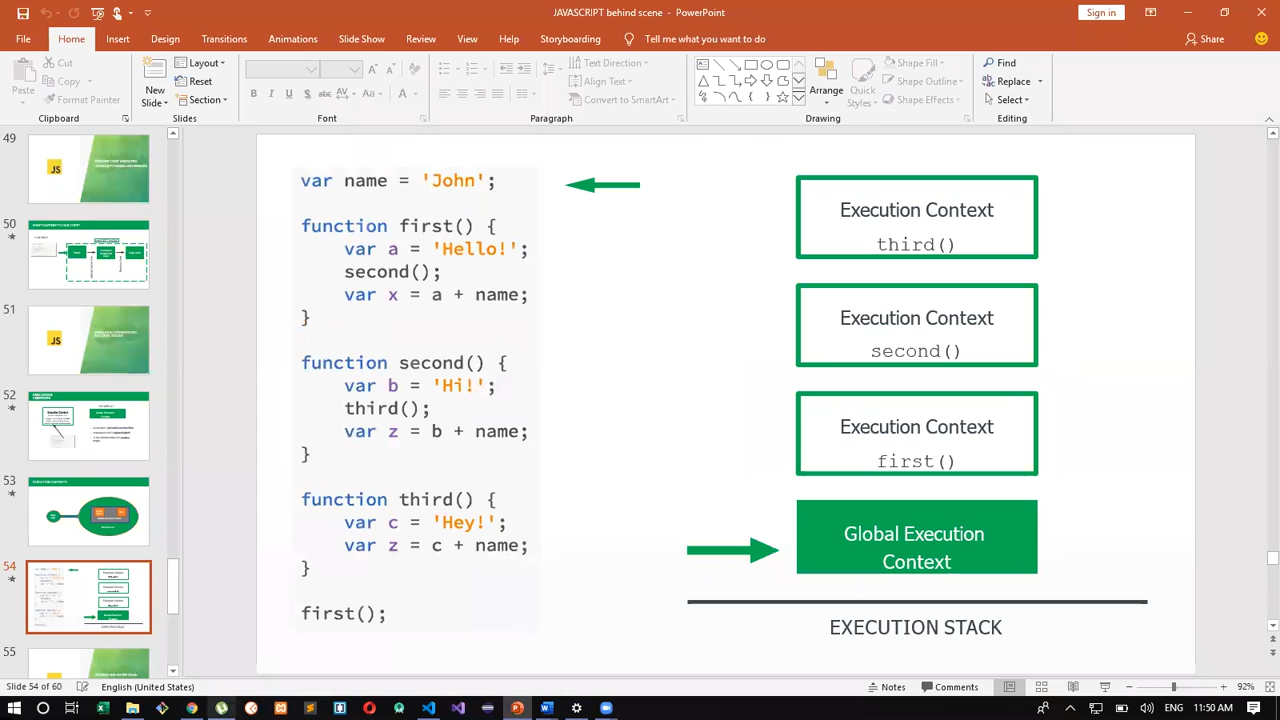 JAVASCRIPT behind scene - PowerPoint
Sign in
File Home Insert Design Transitions Animations Slide Show Review View Help Storyboarding Tell me what you want to do Share
Paste
Cut
Copy
Format Painter
Clipboard
New Slide
Layout
Reset
Section
Slides
B I U S abc AV Aa A
Font
Text Direction
Align Text
Convert to SmartArt
Paragraph
Arrange
Quick Styles
Shape Fill
Shape Outline
Shape Effects
Drawing
Find
Replace
Select
Editing
49
JS
50
51
JS
52
53
54
55
var name = 'John';
function first() {
var a = 'Hello!';
second();
var x = a + name;
}
function second() {
var b = 'Hi!';
third();
var z = b + name;
}
function third() {
var c = 'Hey!';
var z = c + name;
}
first();
Execution Context
third()
Execution Context
second()
Execution Context
first()
Global Execution
Context
EXECUTION STACK
Slide 54 of 60 English (United States) Notes Comments 92%
ENG 11:50 AM